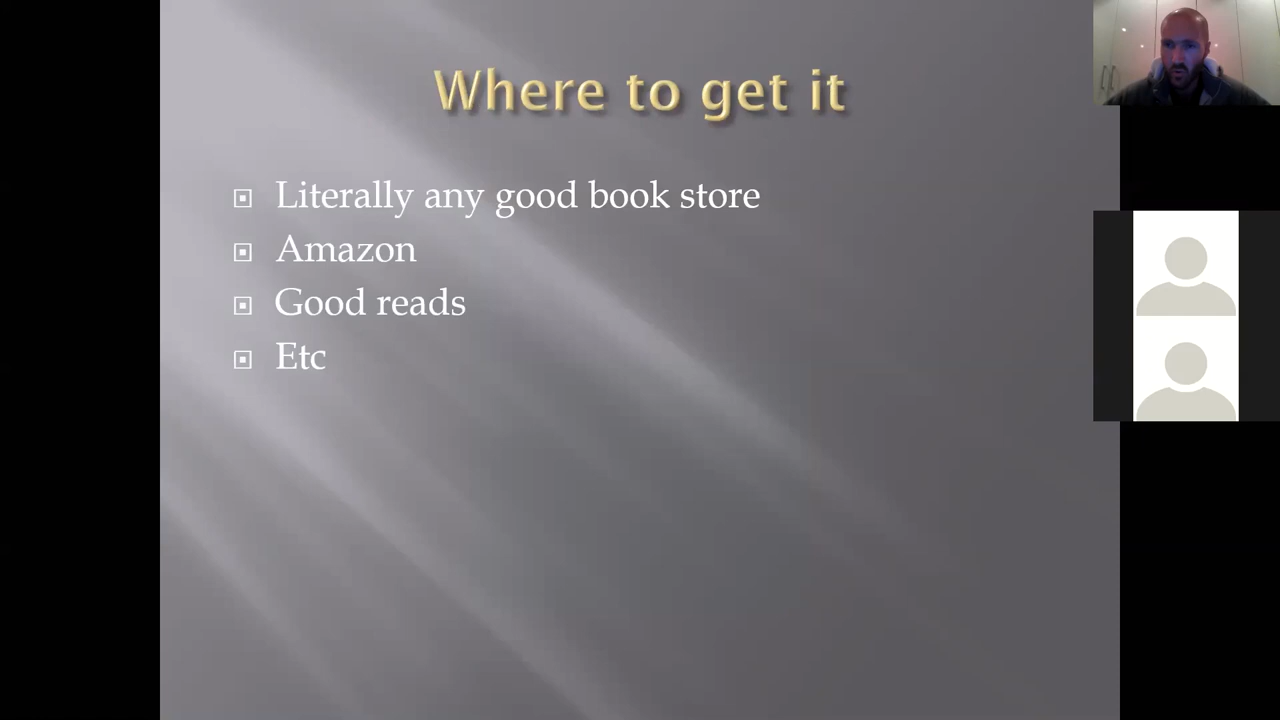 Where to get it
Literally any good book store
Amazon
Good reads
Etc